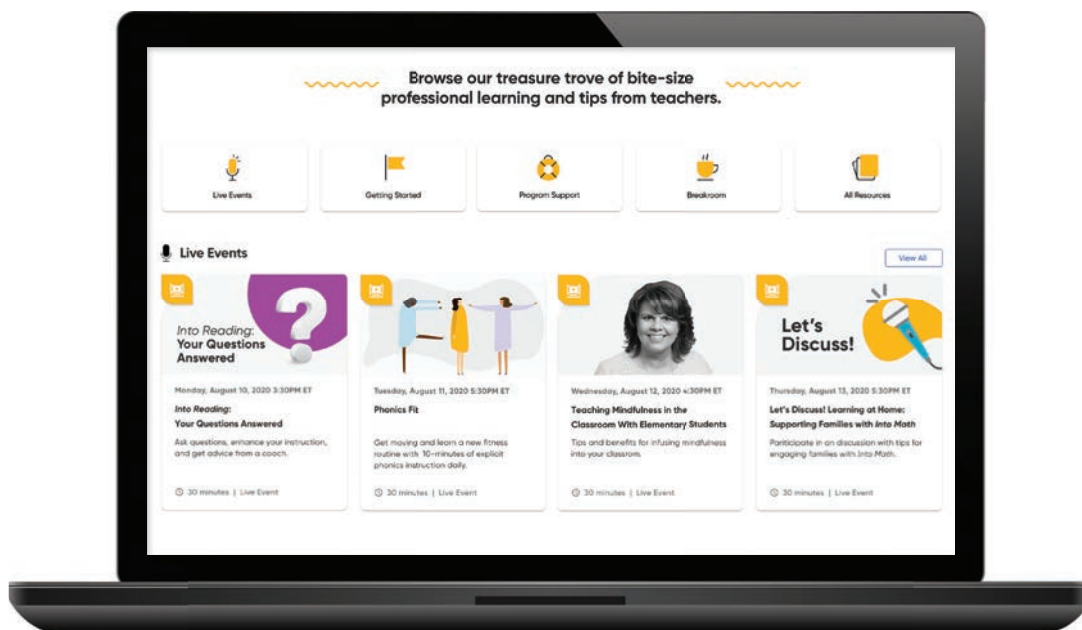 Browse our treasure trove of bite-size
professional learning and tips from teachers.
Live Events
Getting Started
Program Support
Breakroom
All Resources
Live Events
View All
Into Reading:
Your Questions
Answered
Let's
Discuss!
Monday, August 10, 2020 3:30PM ET
Into Reading:
Your Questions Answered
Ask questions, enhance your instruction,
and get advice from a coach.
30 minutes | Live Event
Tuesday, August 11, 2020 5:30PM ET
Phonics Fit
Get moving and learn a new fitness
routine with 10-minutes of explicit
phonics instruction daily.
30 minutes | Live Event
Wednesday, August 12, 2020 4:30PM ET
Teaching Mindfulness in the
Classroom With Elementary Students
Tips and benefits for infusing mindfulness
into your classrom.
30 minutes | Live Event
Thursday, August 13, 2020 5:30PM ET
Let's Discuss! Learning at Home:
Supporting Families with Into Math
Participate in an discussion with tips for
engaging families with Into Math.
30 minutes | Live Event